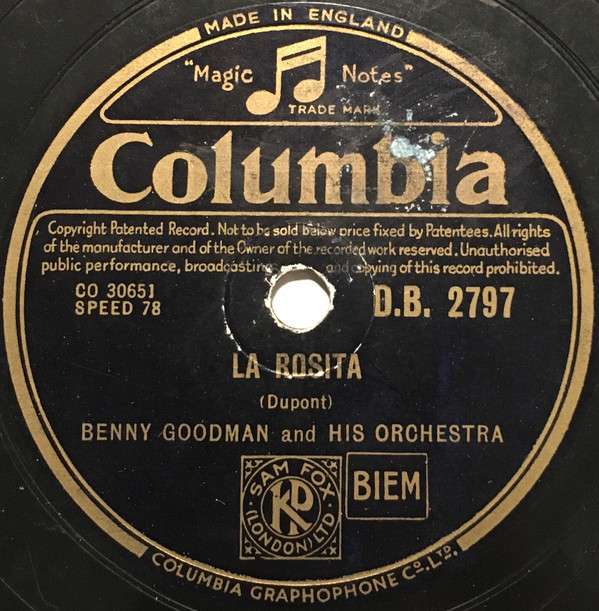 MADE IN ENGLAND
"Magic Notes"
TRADE MARK
Columbia
Copyright Patented Record. Not to be sold below price fixed by Patentees. All rights
of the manufacturer and of the Owner of the recorded work reserved. Unauthorised
public performance, broadcasting and copying of this record prohibited.
CO 30651
SPEED 78
D.B. 2797
LA ROSITA
(Dupont)
BENNY GOODMAN and HIS ORCHESTRA
SAM FOX
(LONDON) LTD
KP
BIEM
COLUMBIA GRAPHOPHONE Co. LTD.